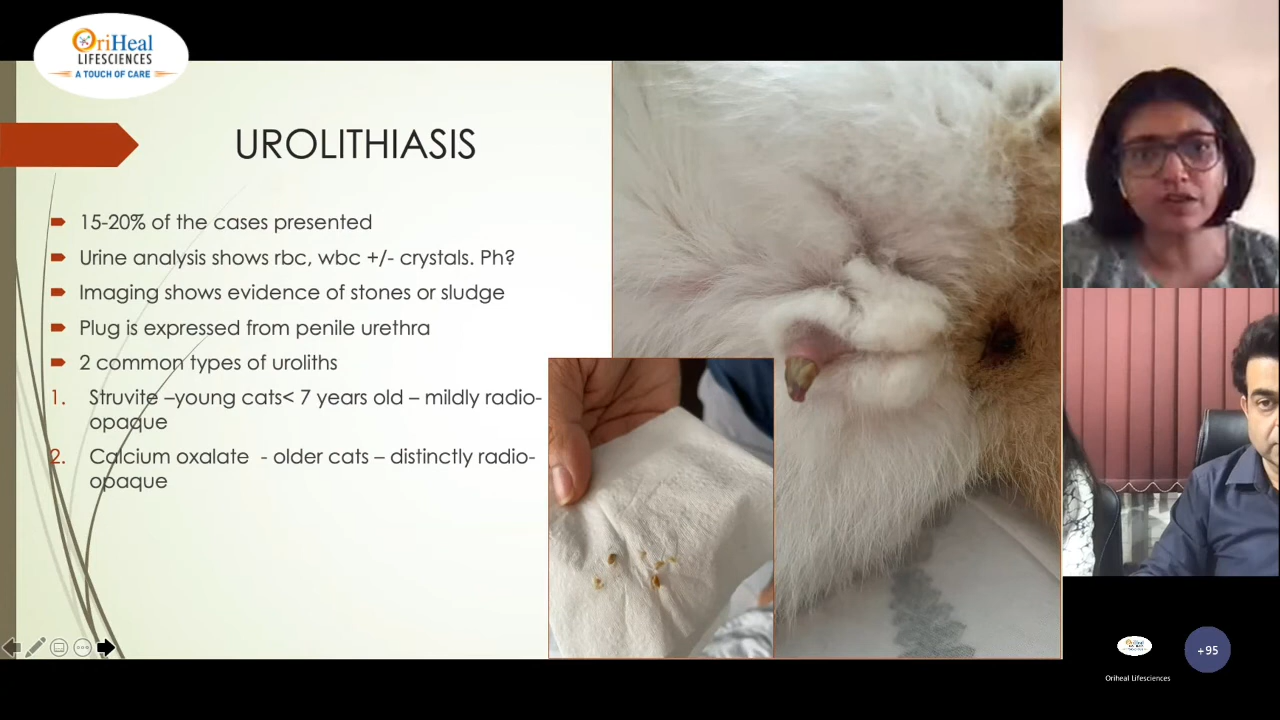 OriHeal
LIFESCIENCES
A TOUCH OF CARE
UROLITHIASIS
15-20% of the cases presented
Urine analysis shows rbc, wbc +/- crystals. Ph?
Imaging shows evidence of stones or sludge
Plug is expressed from penile urethra
2 common types of uroliths
1. Struvite –young cats< 7 years old – mildly radio-
opaque
2. Calcium oxalate - older cats – distinctly radio-
opaque
+95
Oriheal Lifesciences